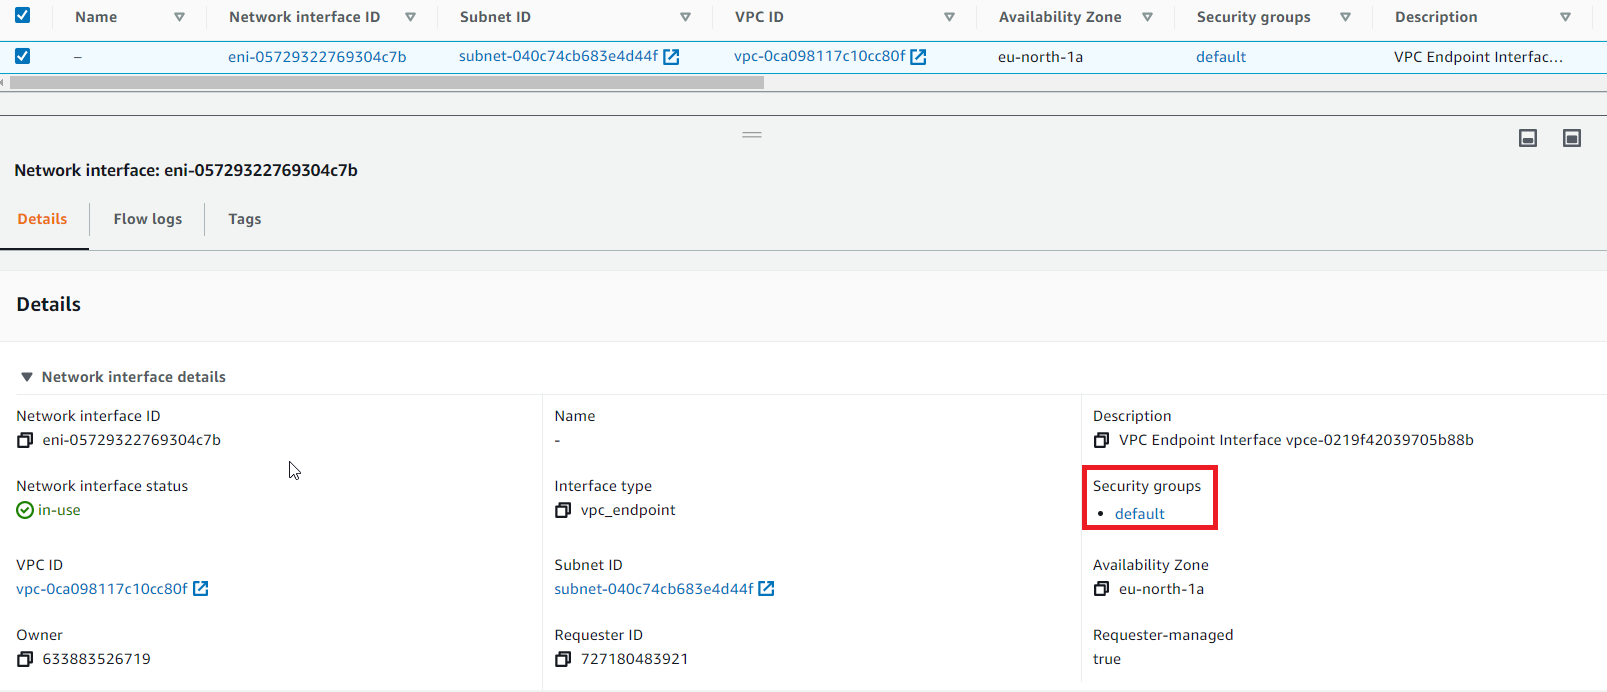 Name Network interface ID Subnet ID VPC ID Availability Zone Security groups Description
– eni-05729322769304c7b subnet-040c74cb683e4d44f vpc-0ca098117c10cc80f eu-north-1a default VPC Endpoint Interfac...
Network interface: eni-05729322769304c7b
Details Flow logs Tags
Details
Network interface details
Network interface ID Name Description
eni-05729322769304c7b - VPC Endpoint Interface vpce-0219f42039705b88b
Network interface status Interface type Security groups
in-use vpc_endpoint • default
VPC ID Subnet ID Availability Zone
vpc-0ca098117c10cc80f subnet-040c74cb683e4d44f eu-north-1a
Owner Requester ID Requester-managed
633883526719 727180483921 true